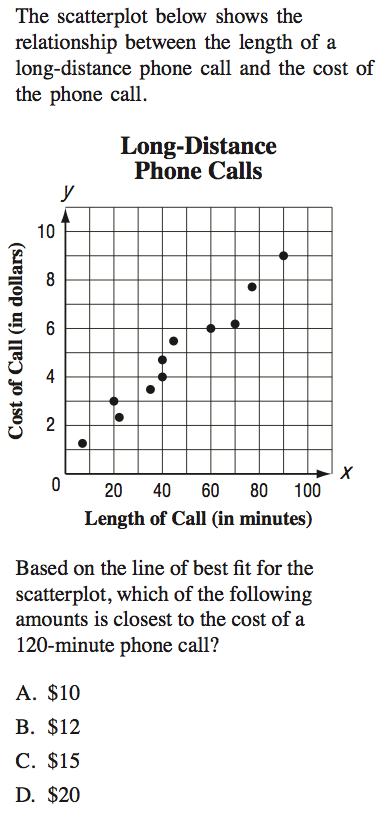 The scatterplot below shows the
relationship between the length of a
long-distance phone call and the cost of
the phone call.
Long-Distance
Phone Calls
y
10
8
6
4
2
0
Cost of Call (in dollars)
20 40 60 80 100
x
Length of Call (in minutes)
Based on the line of best fit for the
scatterplot, which of the following
amounts is closest to the cost of a
120-minute phone call?
A. $10
B. $12
C. $15
D. $20